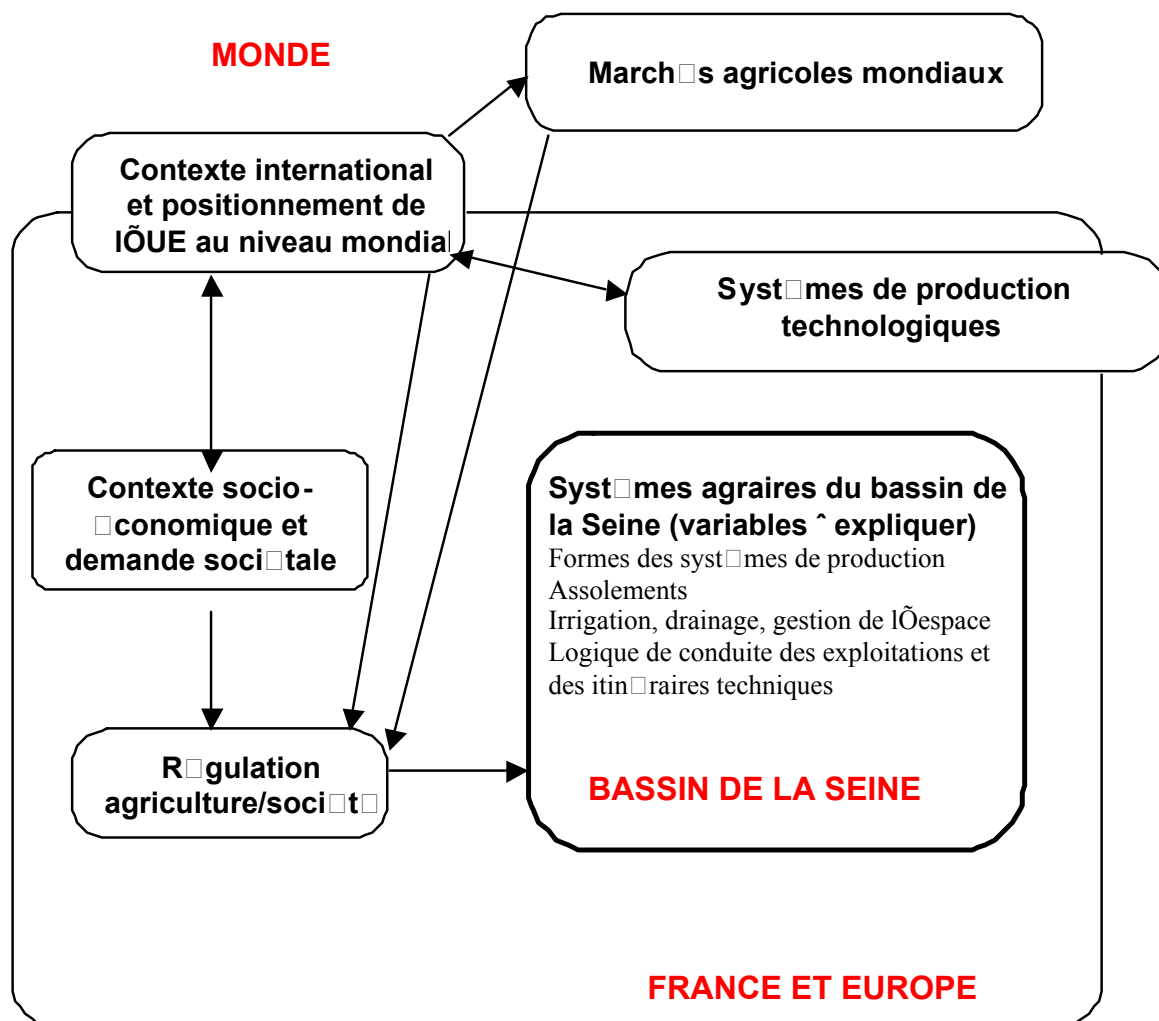 MONDE
March□s agricoles mondiaux
Contexte international
et positionnement de
lÕUE au niveau mondial
Syst□mes de production
technologiques
Contexte socio-
□conomique et
demande soci□tale
Syst□mes agraires du bassin de
la Seine (variables ˆ expliquer)
Formes des syst□mes de production
Assolements
Irrigation, drainage, gestion de lÕespace
Logique de conduite des exploitations et
des itin□raires techniques
R□gulation
agriculture/soci□t□
BASSIN DE LA SEINE
FRANCE ET EUROPE